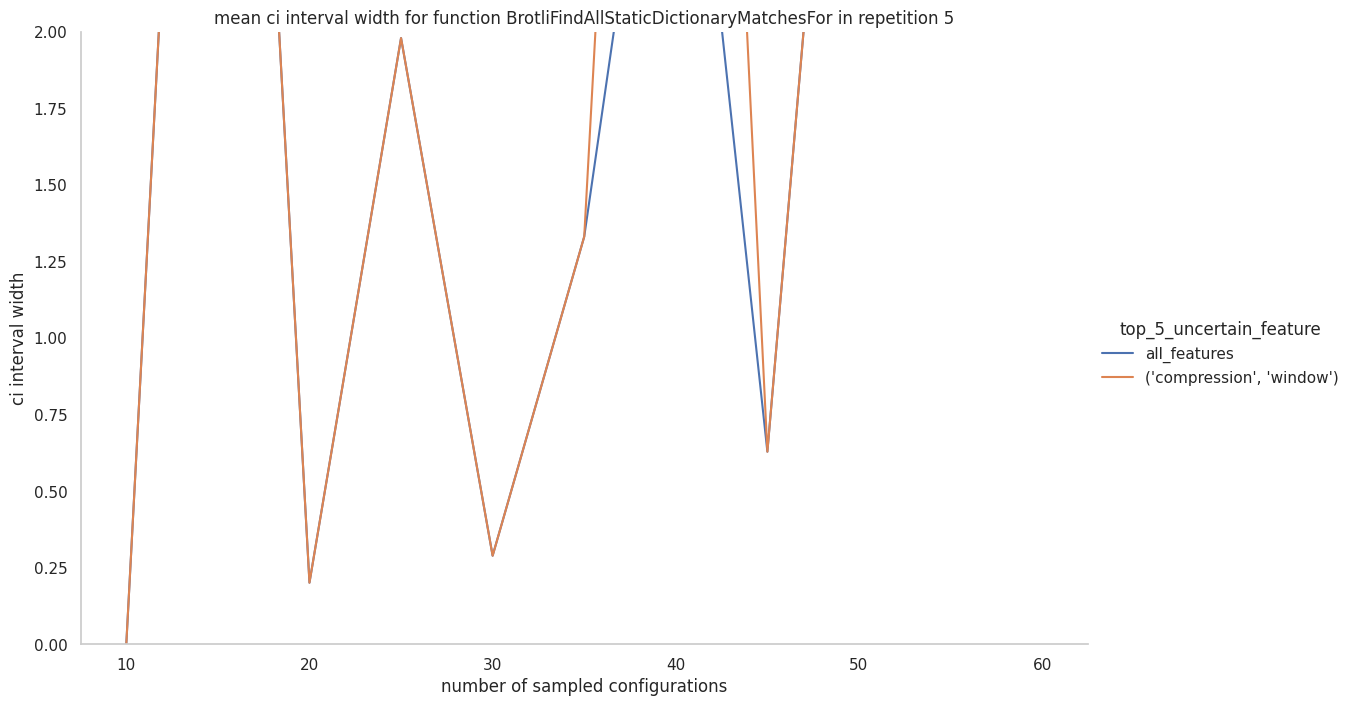 mean ci interval width for function BrotliFindAllStaticDictionaryMatchesFor in repetition 5
2.00
1.75
1.50
1.25
1.00
0.75
0.50
0.25
0.00
ci interval width
10 20 30 40 50 60
number of sampled configurations
top_5_uncertain_feature
all_features
('compression', 'window')